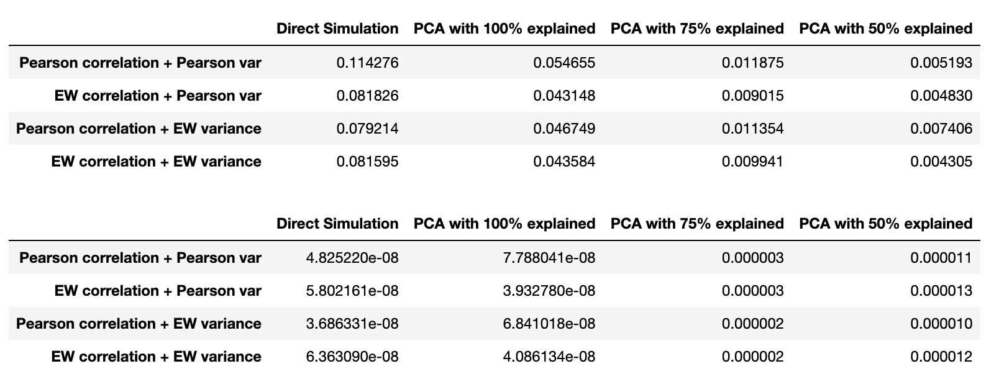 Direct Simulation PCA with 100% explained PCA with 75% explained PCA with 50% explained
Pearson correlation + Pearson var 0.114276 0.054655 0.011875 0.005193
EW correlation + Pearson var 0.081826 0.043148 0.009015 0.004830
Pearson correlation + EW variance 0.079214 0.046749 0.011354 0.007406
EW correlation + EW variance 0.081595 0.043584 0.009941 0.004305
Direct Simulation PCA with 100% explained PCA with 75% explained PCA with 50% explained
Pearson correlation + Pearson var 4.825220e-08 7.788041e-08 0.000003 0.000011
EW correlation + Pearson var 5.802161e-08 3.932780e-08 0.000003 0.000013
Pearson correlation + EW variance 3.686331e-08 6.841018e-08 0.000002 0.000010
EW correlation + EW variance 6.363090e-08 4.086134e-08 0.000002 0.000012